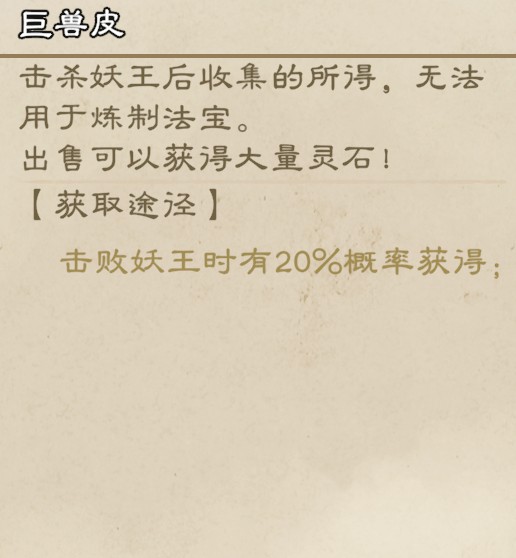 巨兽皮
击杀妖王后收集的所得，无法
用于炼制法宝。
出售可以获得大量灵石！
【获取途径】
击败妖王时有20%概率获得；